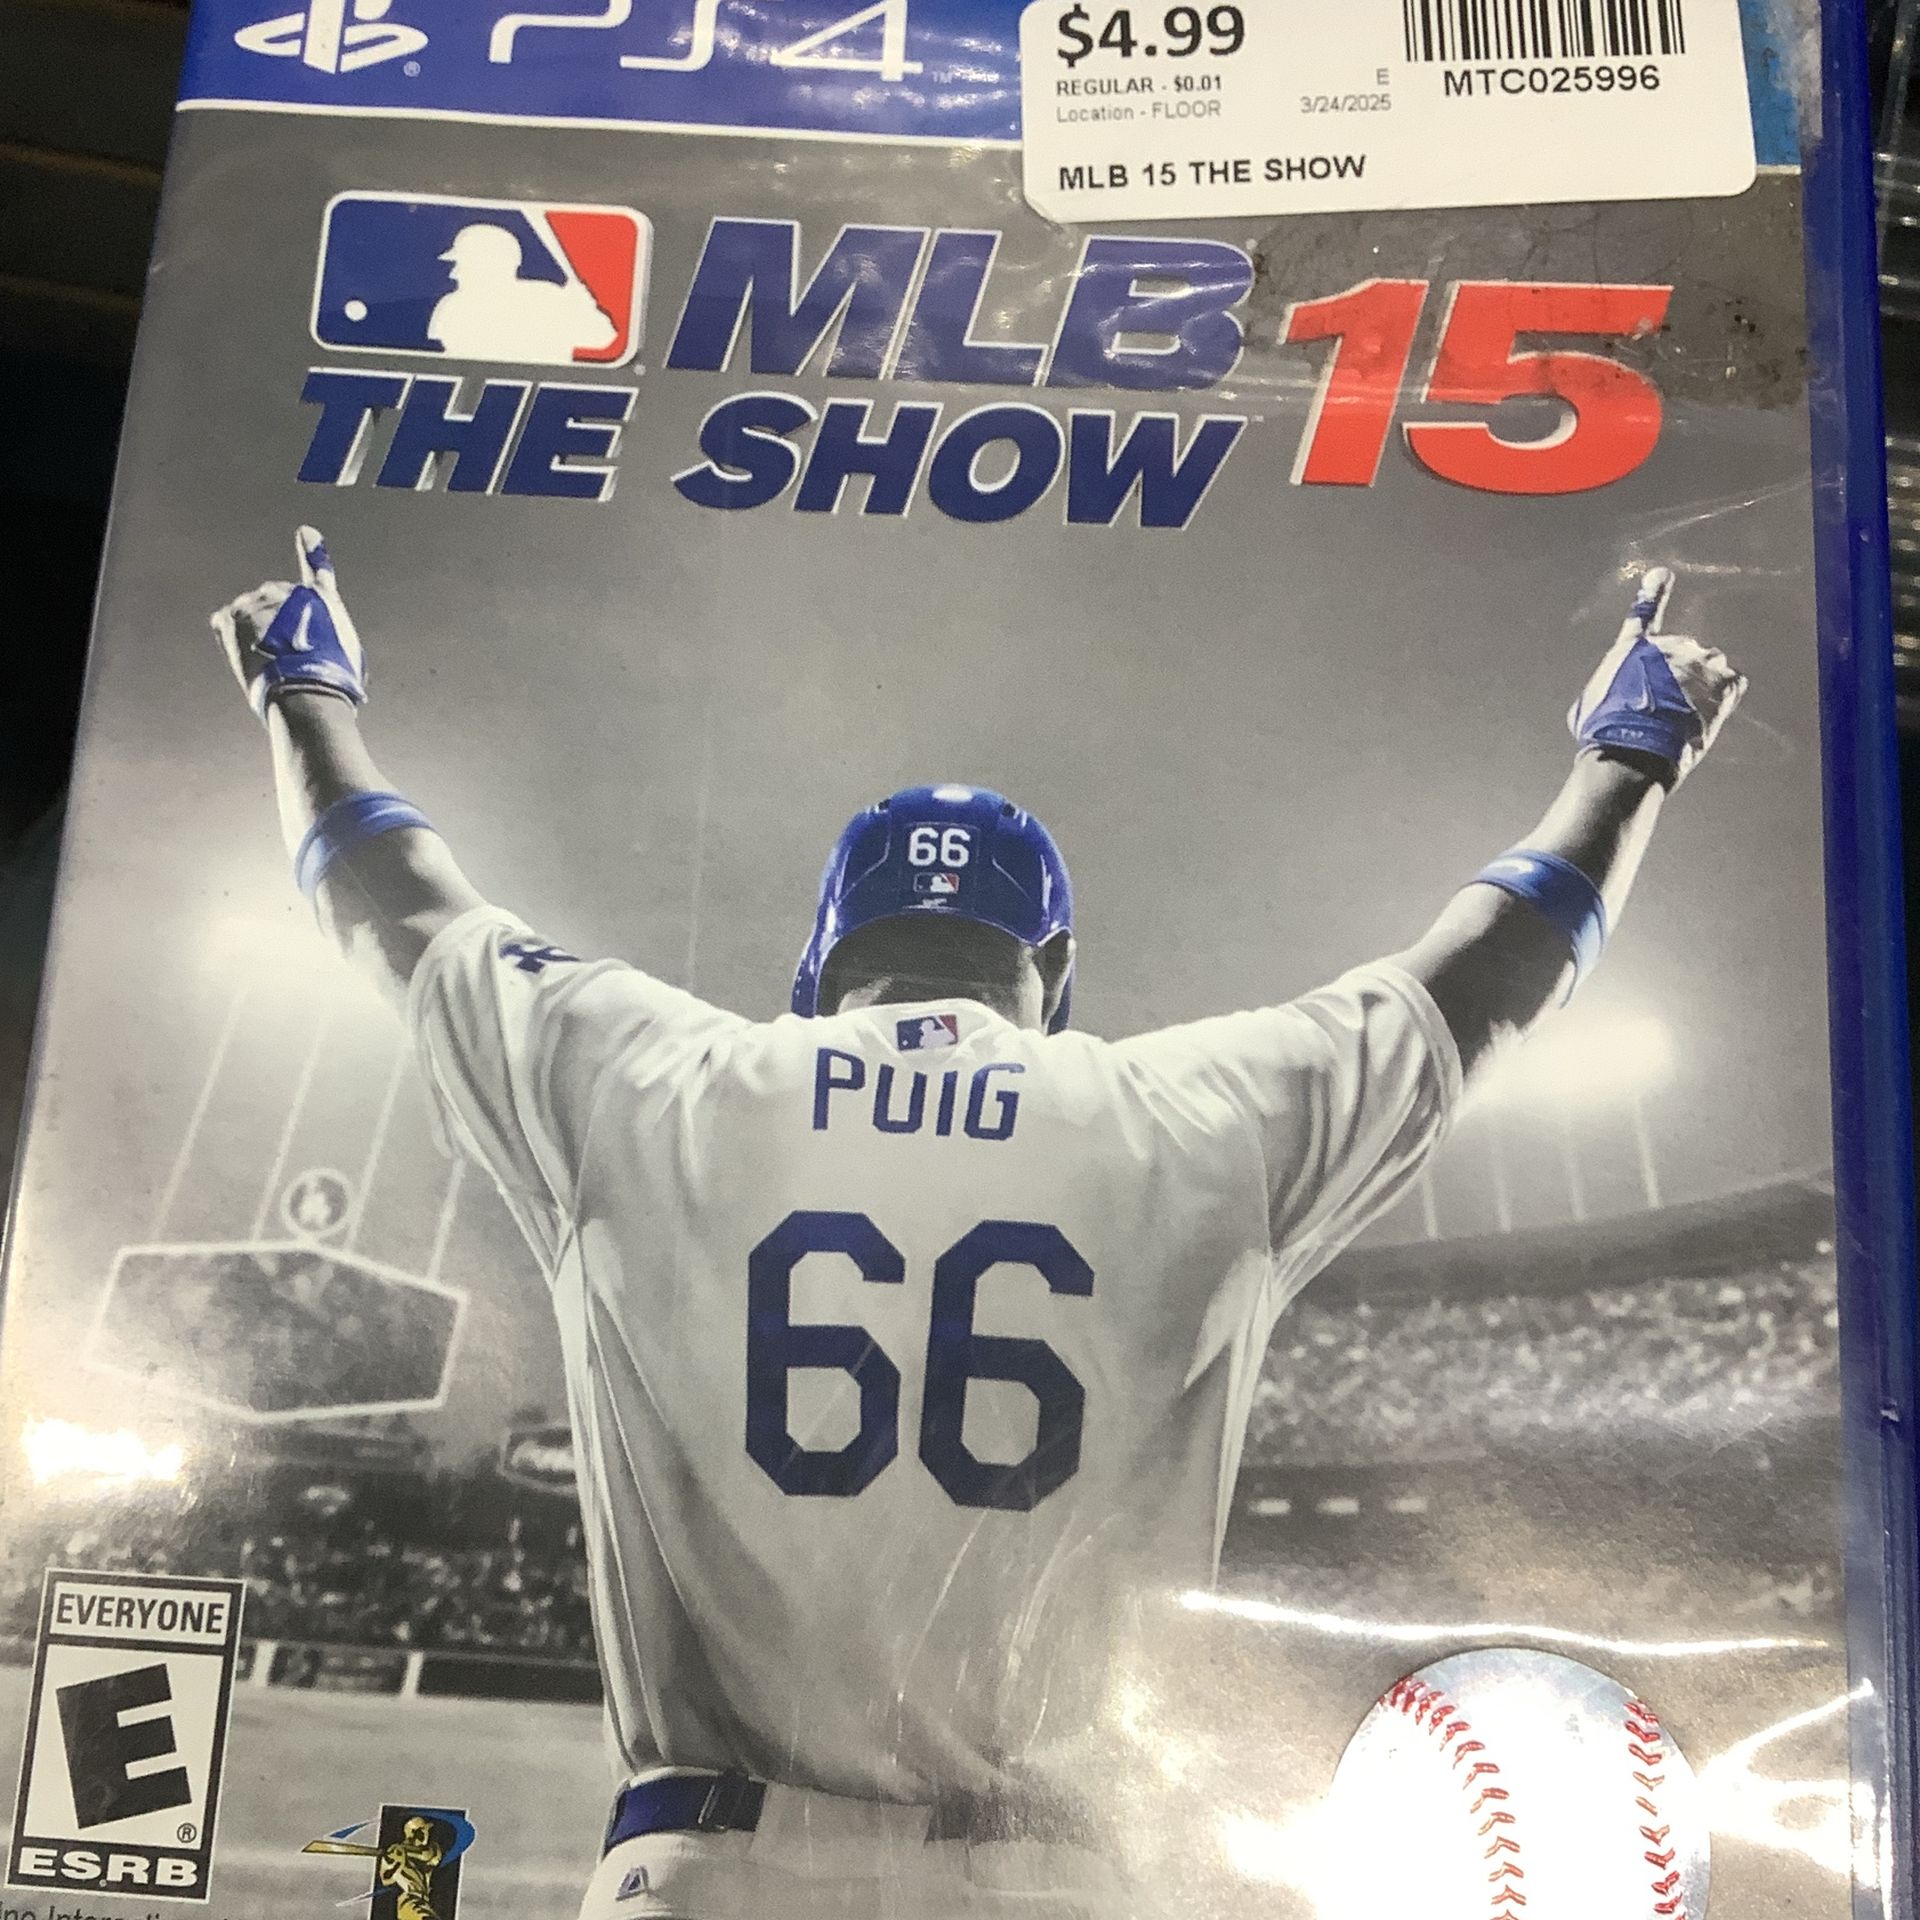 PS4
$4.99
REGULAR - $0.01
E
Location - FLOOR
3/24/2025
MTC025996
MLB 15 THE SHOW
MLB 15
THE SHOW™
66
PUIG
66
EVERYONE
E
®
ESRB